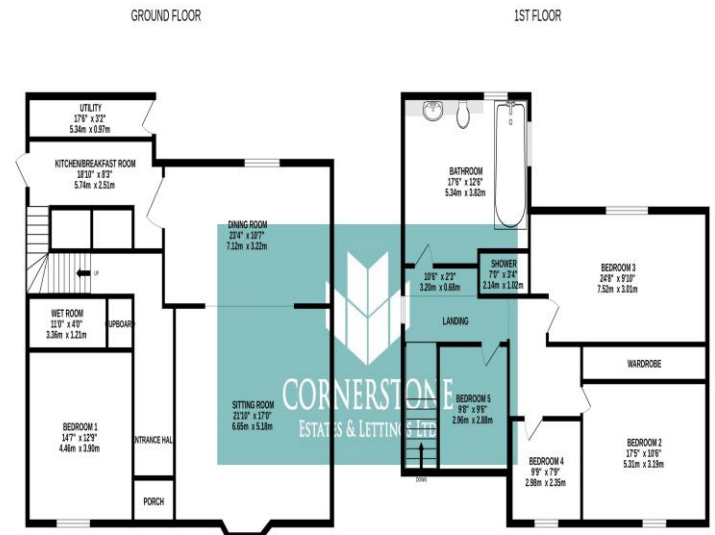 GROUND FLOOR
1ST FLOOR
UTILITY
17'6" x 3'2"
5.34m x 0.97m
KITCHEN/BREAKFAST ROOM
18'10" x 8'3"
5.74m x 2.51m
DINING ROOM
23'4" x 10'7"
7.12m x 3.22m
UP
WET ROOM
11'0" x 4'0"
3.36m x 1.21m
CUPBOARD
SITTING ROOM
21'10" x 17'0"
6.65m x 5.18m
BEDROOM 1
14'7" x 12'9"
4.46m x 3.90m
ENTRANCE HALL
PORCH
BATHROOM
17'6" x 12'6"
5.34m x 3.82m
SHOWER
7'0" x 3'4"
2.14m x 1.02m
10'6" x 2'3"
3.20m x 0.68m
LANDING
BEDROOM 3
24'8" x 9'10"
7.52m x 3.01m
WARDROBE
BEDROOM 5
9'8" x 9'6"
2.96m x 2.88m
BEDROOM 2
17'5" x 10'6"
5.31m x 3.19m
BEDROOM 4
9'9" x 7'9"
2.98m x 2.35m
DOWN
CORNERSTONE
ESTATES & LETTINGS LTD